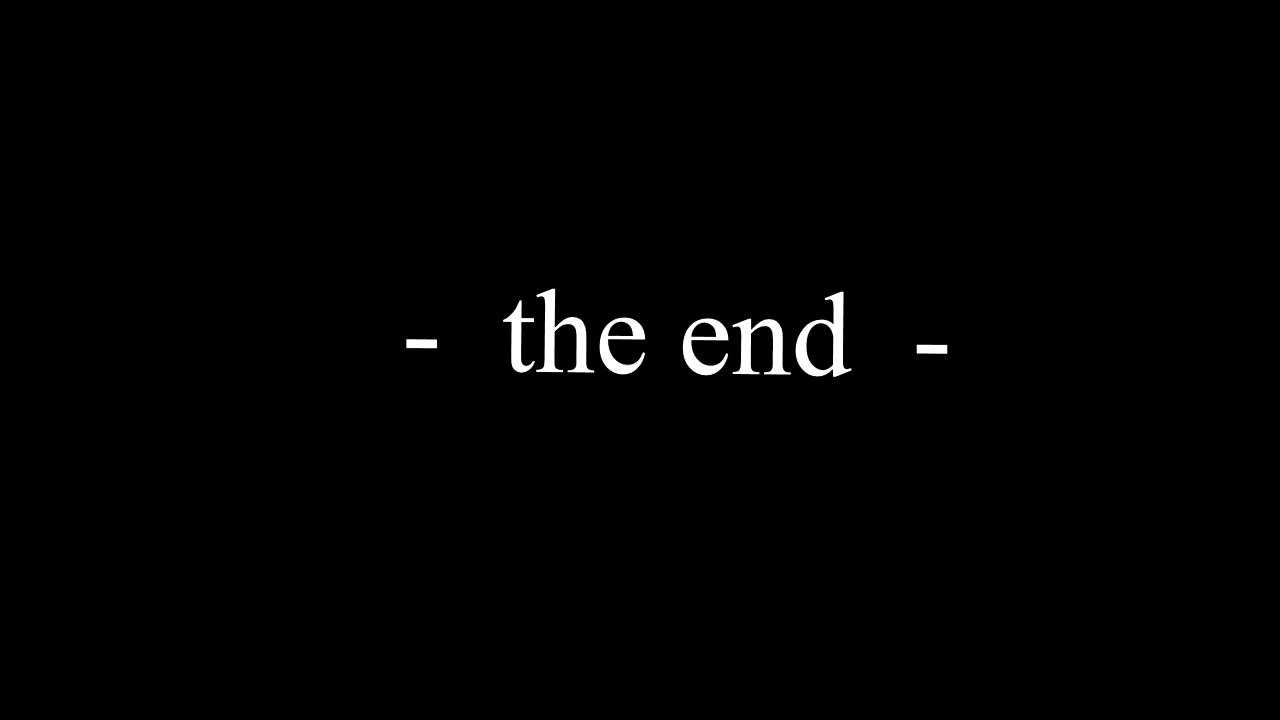 - the end -